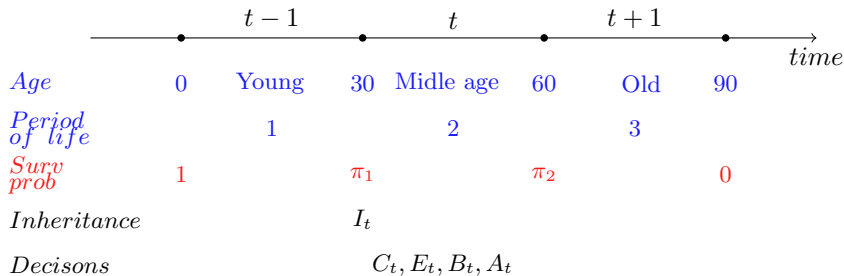 t − 1 t t + 1
time
Age 0 Young 30 Midle age 60 Old 90
Period
of life 1 2 3
Surv
prob 1 π₁ π₂ 0
Inheritance Iₜ
Decisons Cₜ, Eₜ, Bₜ, Aₜ